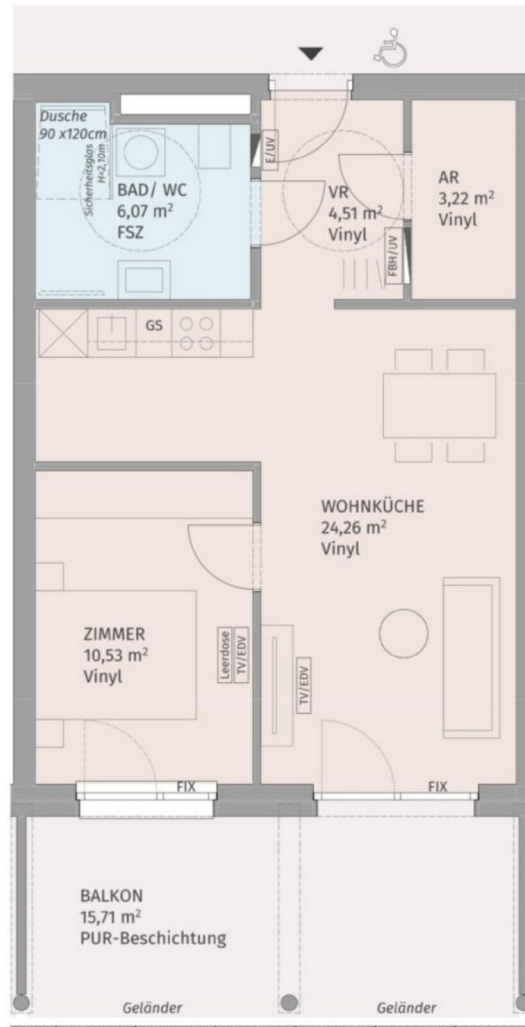 Dusche
90 x120cm
Sicherheitsglas
H=2,10m
BAD/ WC
6,07 m²
FSZ
E/UV
VR
4,51 m²
Vinyl
FBH/UV
AR
3,22 m²
Vinyl
GS
WOHNKÜCHE
24,26 m²
Vinyl
ZIMMER
10,53 m²
Vinyl
Leerdose
TV/EDV
TV/EDV
FIX
FIX
BALKON
15,71 m²
PUR-Beschichtung
Geländer
Geländer